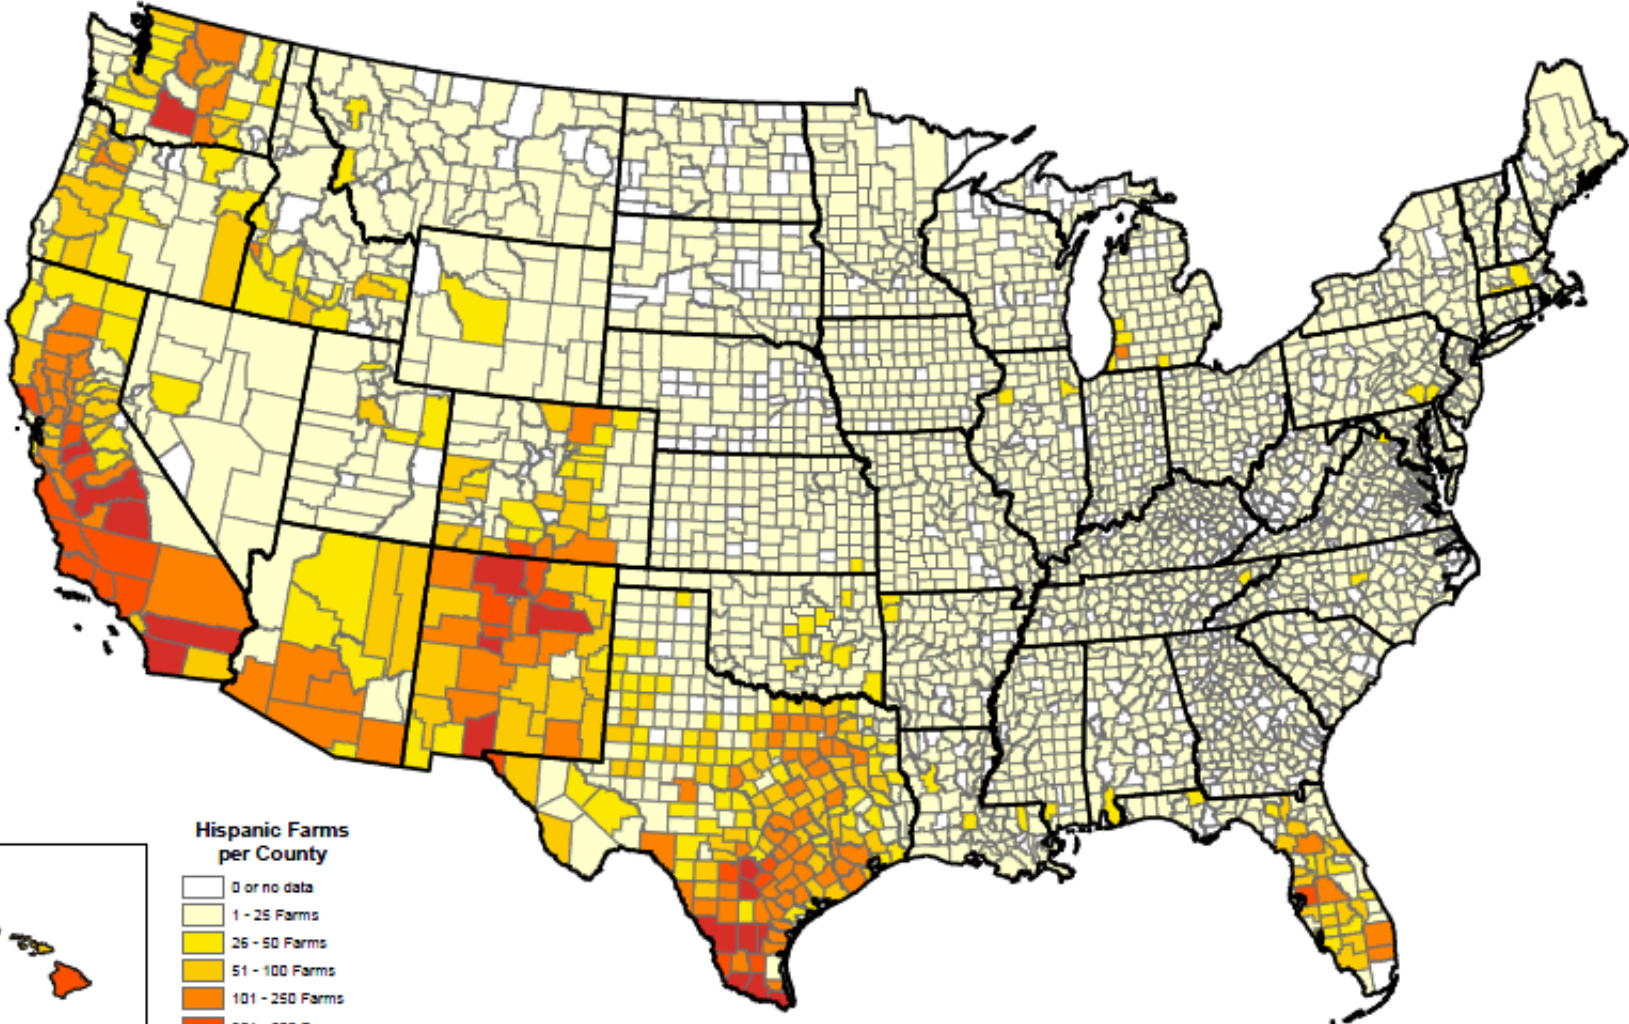 Hispanic Farms
per County
0 or no data
1 - 25 Farms
26 - 50 Farms
51 - 100 Farms
101 - 250 Farms